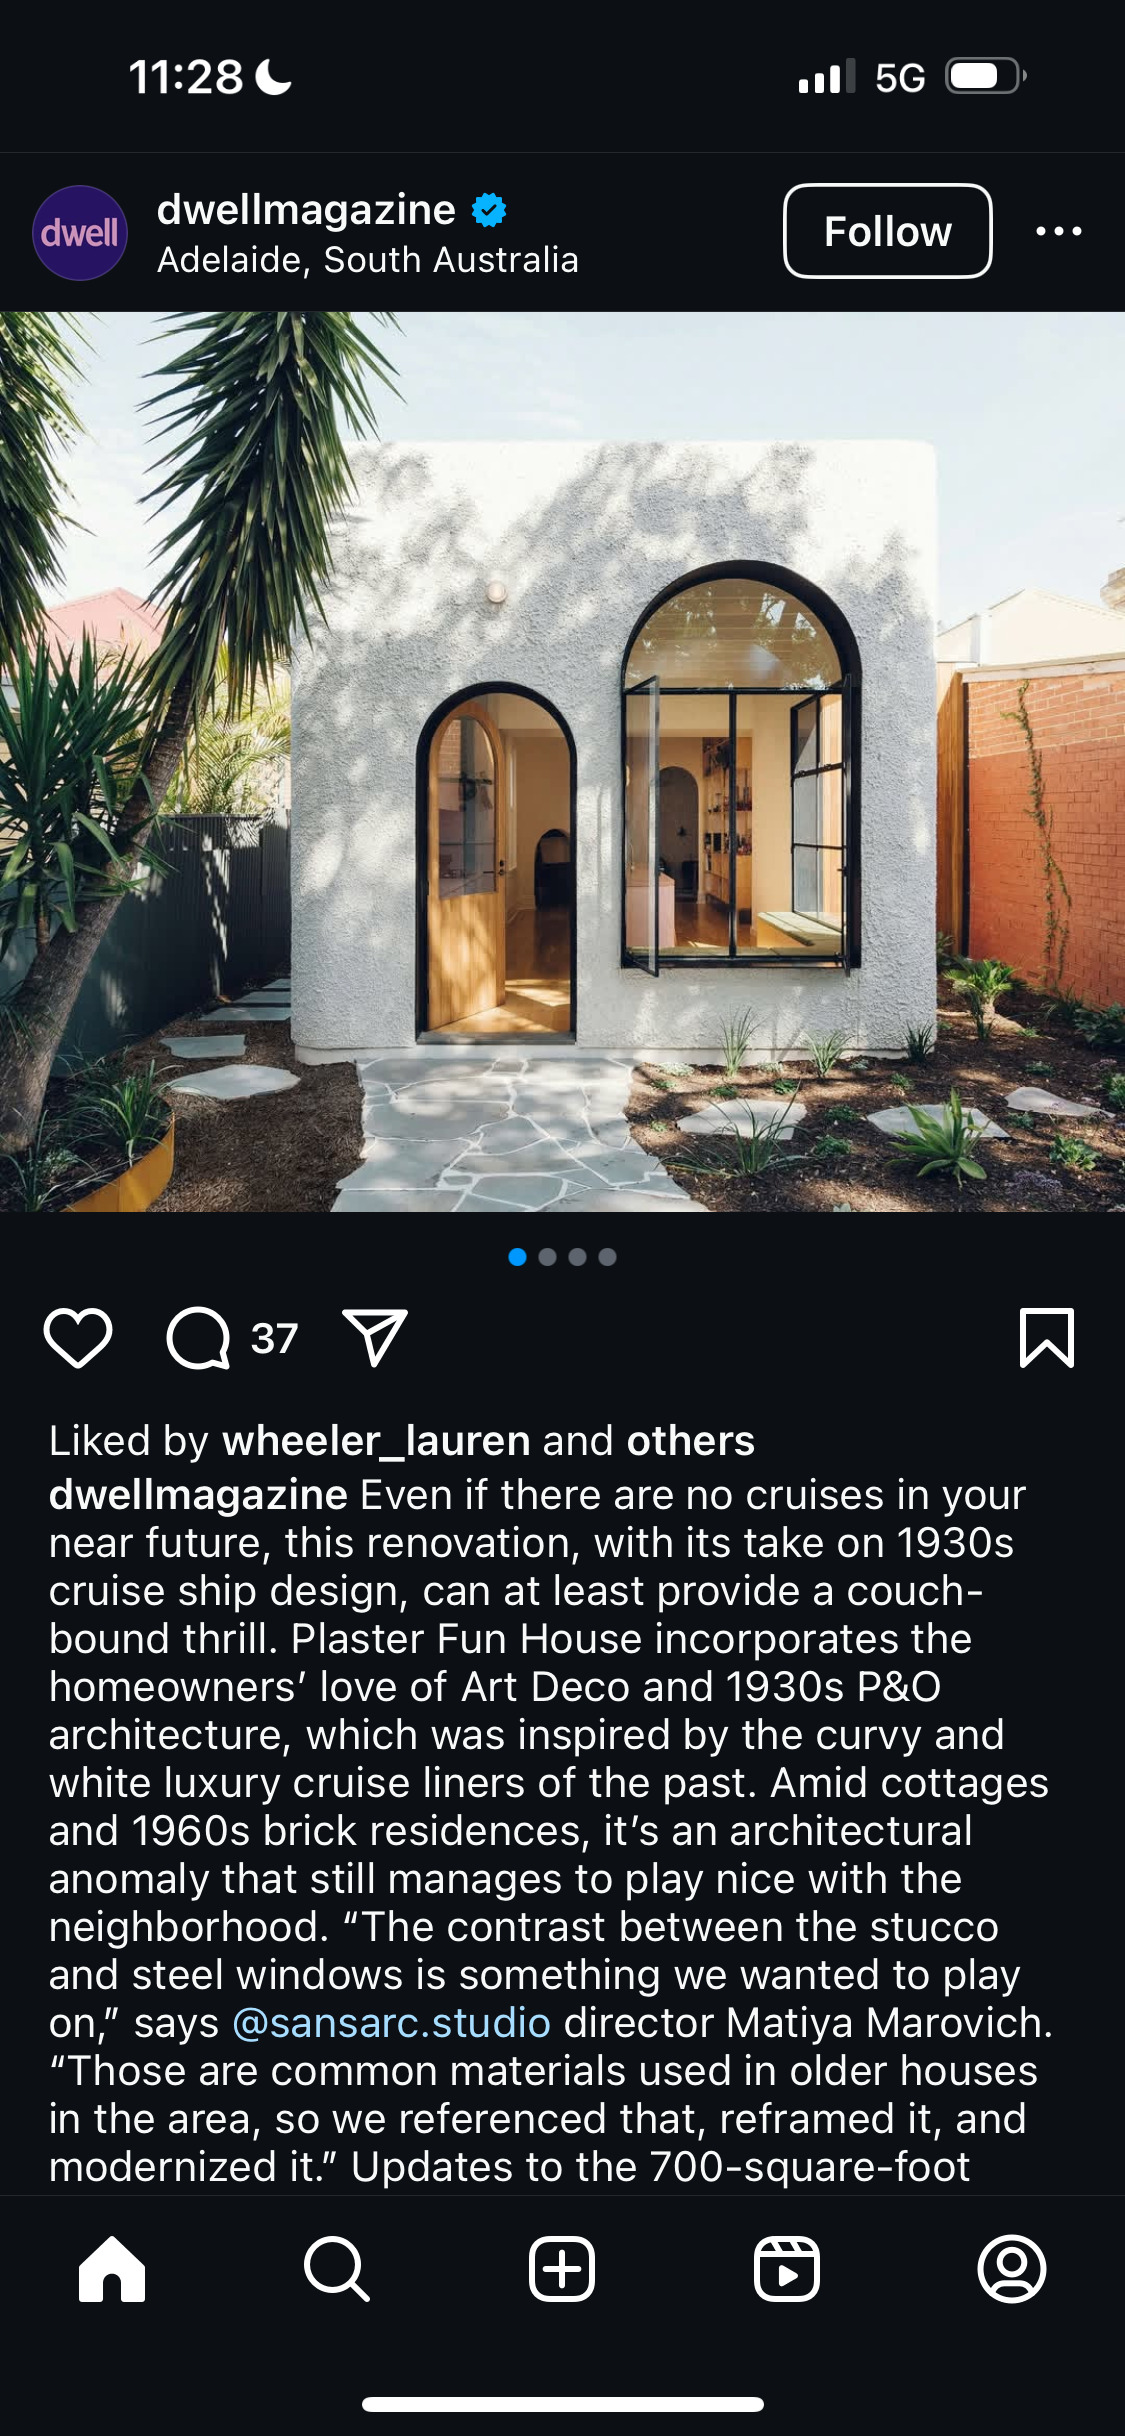 11:28
5G
dwell
dwellmagazine
Adelaide, South Australia
Follow
37
Liked by wheeler_lauren and others
dwellmagazine Even if there are no cruises in your
near future, this renovation, with its take on 1930s
cruise ship design, can at least provide a couch-
bound thrill. Plaster Fun House incorporates the
homeowners’ love of Art Deco and 1930s P&O
architecture, which was inspired by the curvy and
white luxury cruise liners of the past. Amid cottages
and 1960s brick residences, it’s an architectural
anomaly that still manages to play nice with the
neighborhood. “The contrast between the stucco
and steel windows is something we wanted to play
on,” says @sansarc.studio director Matiya Marovich.
“Those are common materials used in older houses
in the area, so we referenced that, reframed it, and
modernized it.” Updates to the 700-square-foot